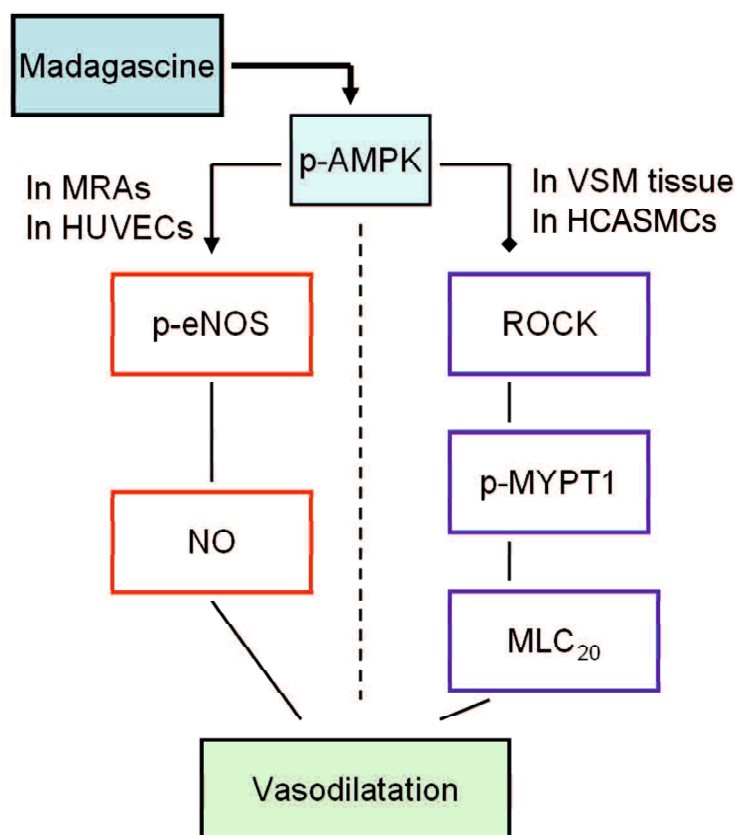 Madagascine
p-AMPK
In MRAs
In HUVECs
In VSM tissue
In HCASMCs
p-eNOS
ROCK
p-MYPT1
NO
MLC₂₀
Vasodilatation